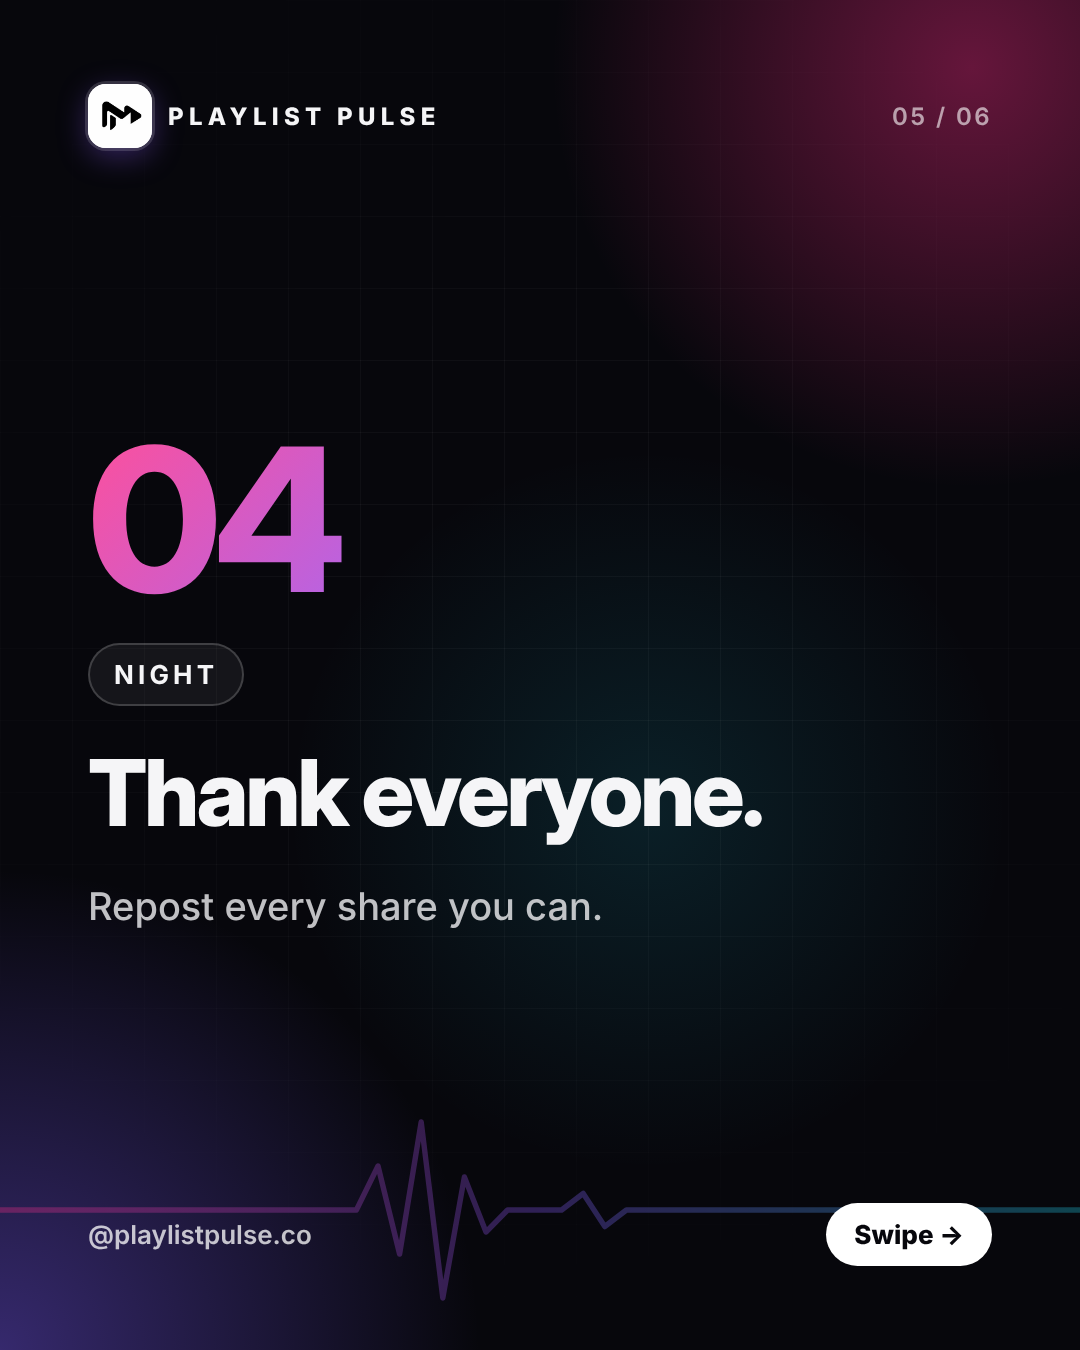 PLAYLIST PULSE
05 / 06
04
NIGHT
Thank everyone.
Repost every share you can.
@playlistpulse.co
Swipe →